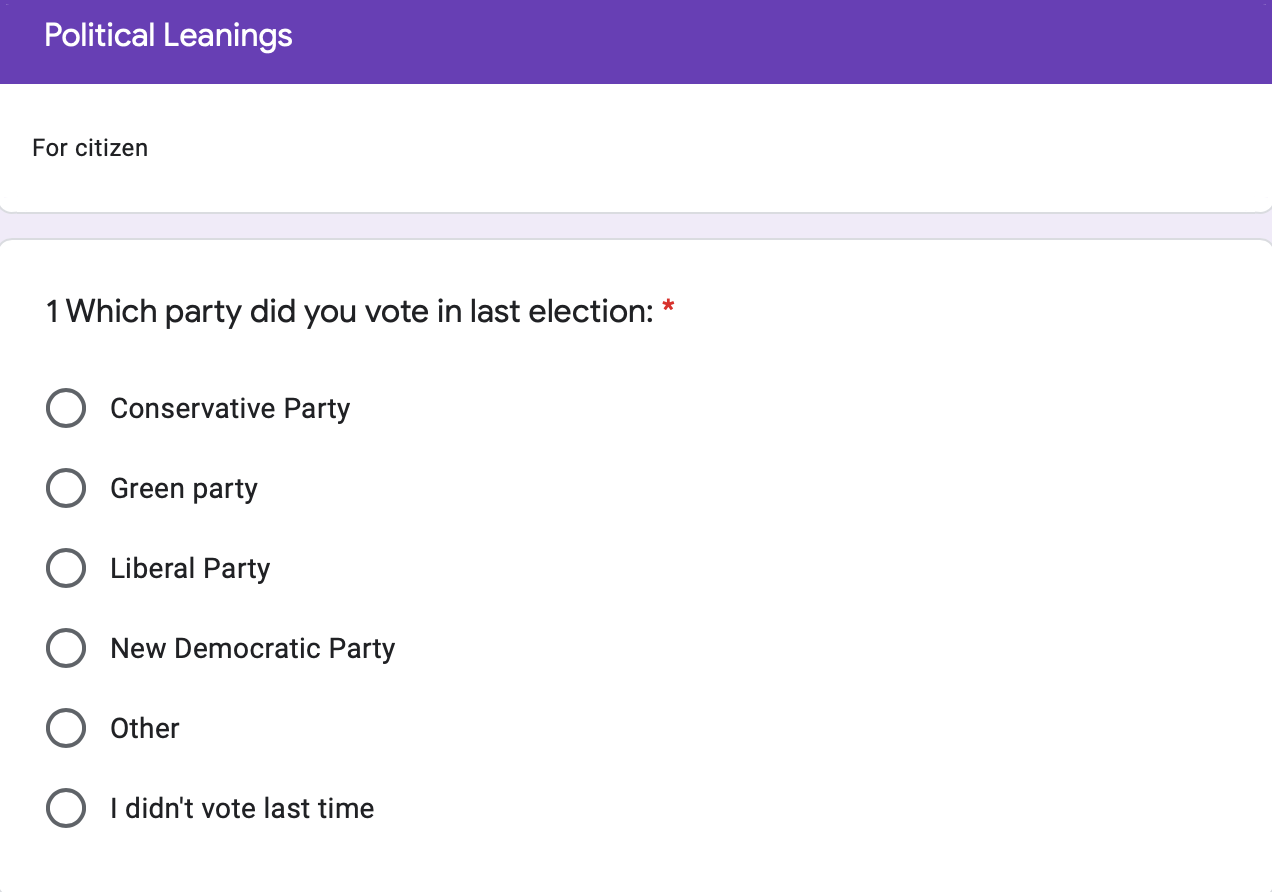 Political Leanings
For citizen
1 Which party did you vote in last election: *
Conservative Party
Green party
Liberal Party
New Democratic Party
Other
I didn't vote last time